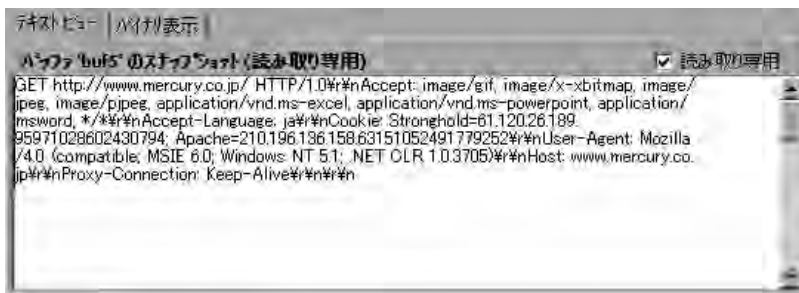 テキストビュー バイナリ表示
バッファ 'buf5' のスナップショット (読み取り専用) 読み取り専用
GET http://www.mercury.co.jp/ HTTP/1.0¥r¥nAccept: image/gif, image/x-xbitmap, image/
jpeg, image/pjpeg, application/vnd.ms-excel, application/vnd.ms-powerpoint, application/
msword, */*¥r¥nAccept-Language: ja¥r¥nCookie: Stronghold=61.120.26.189.
95971028602430794; Apache=210.196.136.158.63151052491779252¥r¥nUser-Agent: Mozilla
/4.0 (compatible; MSIE 6.0; Windows NT 5.1; .NET CLR 1.0.3705)¥r¥nHost: www.mercury.co.
jp¥r¥nProxy-Connection: Keep-Alive¥r¥n¥r¥n